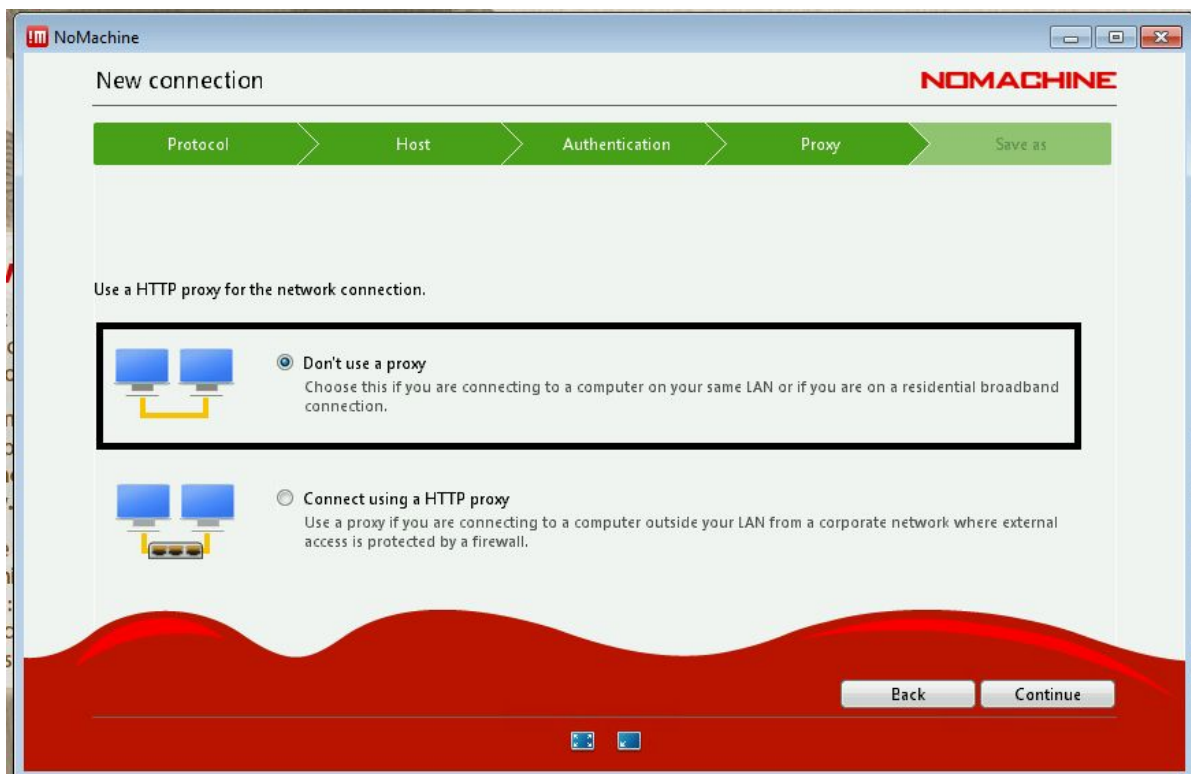 !M NoMachine
New connection
NOMACHINE
Protocol Host Authentication Proxy Save as
Use a HTTP proxy for the network connection.
Don't use a proxy
Choose this if you are connecting to a computer on your same LAN or if you are on a residential broadband
connection.
Connect using a HTTP proxy
Use a proxy if you are connecting to a computer outside your LAN from a corporate network where external
access is protected by a firewall.
Back Continue